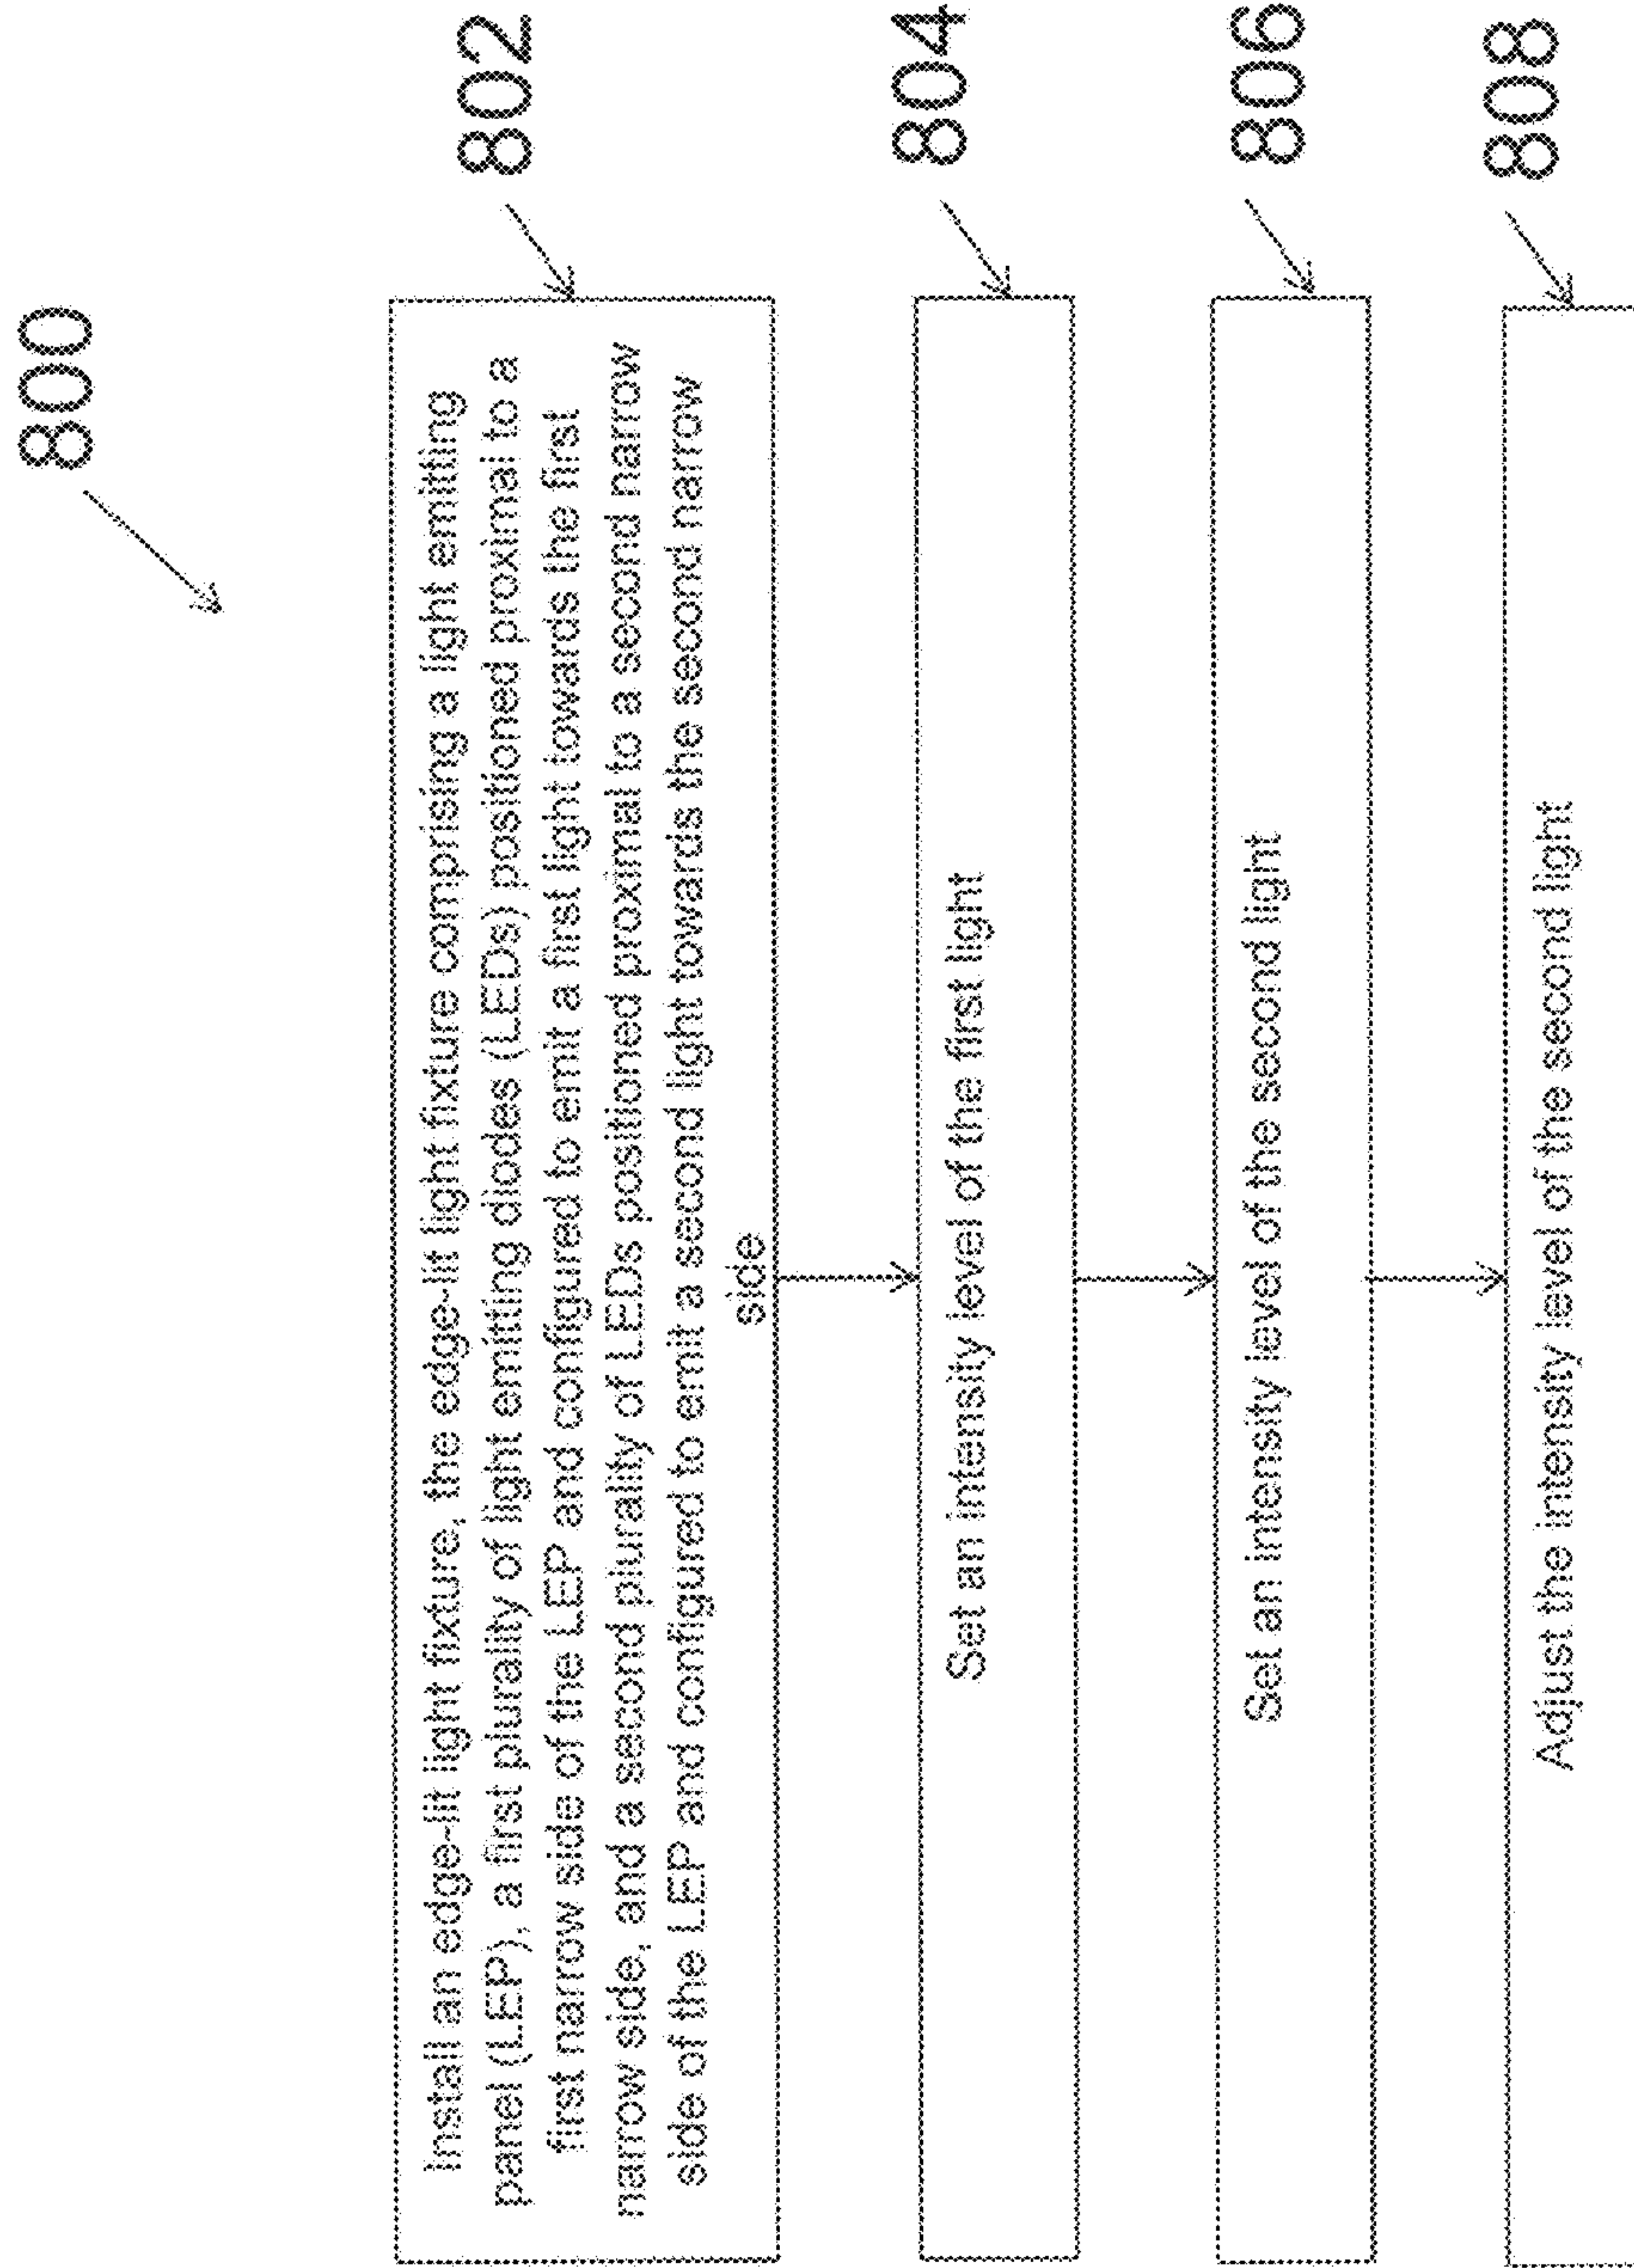 800
802
Install an edge-lit light fixture, the edge-lit light fixture comprising a light emitting
panel (LEP), a first plurality of light emitting diodes (LEDs) positioned proximal to a
first narrow side of the LEP and configured to emit a first light towards the first
narrow side, and a second plurality of LEDs positioned proximal to a second narrow
side of the LEP and configured to emit a second light towards the second narrow
side
804
Set an intensity level of the first light
806
Set an intensity level of the second light
808
Adjust the intensity level of the second light